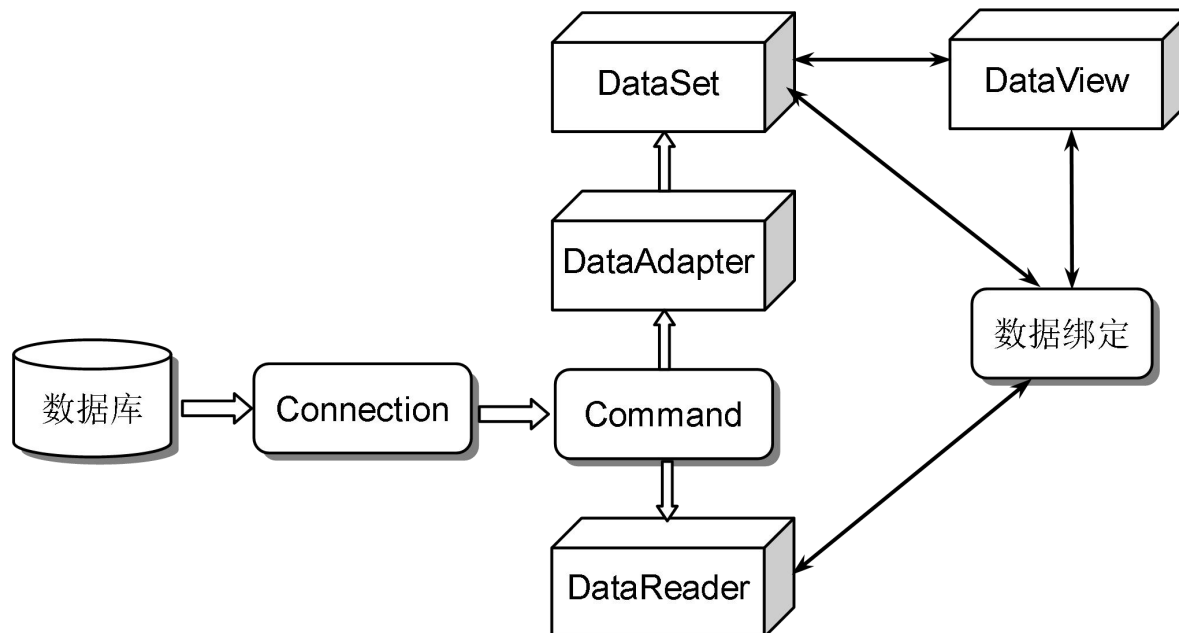 DataSet
DataView
DataAdapter
数据绑定
数据库
Connection
Command
DataReader